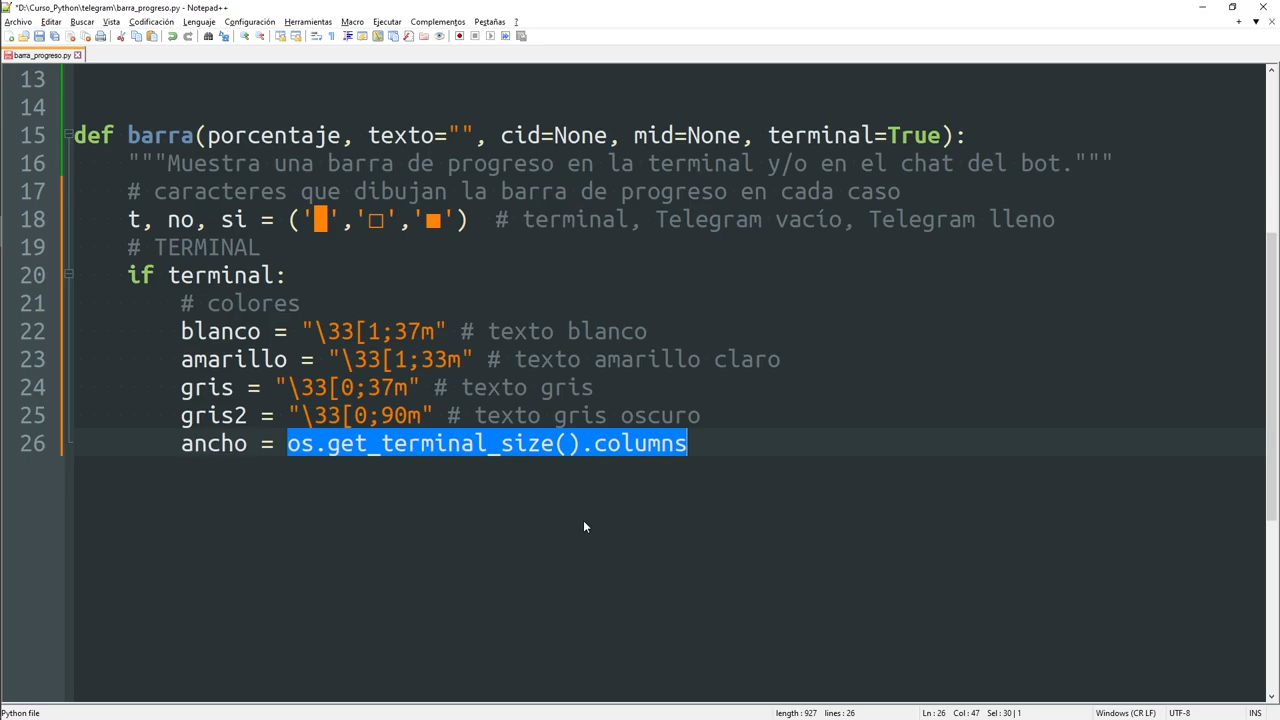 *D:\Curso_Python\telegram\barra_progreso.py - Notepad++
Archivo Editar Buscar Vista Codificación Lenguaje Configuración Herramientas Macro Ejecutar Complementos Pestañas ?
barra_progreso.py
13
14
15 def barra(porcentaje, texto="", cid=None, mid=None, terminal=True):
16 """Muestra una barra de progreso en la terminal y/o en el chat del bot."""
17 # caracteres que dibujan la barra de progreso en cada caso
18 t, no, si = ('█','□','■') # terminal, Telegram vacío, Telegram lleno
19 # TERMINAL
20 if terminal:
21 # colores
22 blanco = "\33[1;37m" # texto blanco
23 amarillo = "\33[1;33m" # texto amarillo claro
24 gris = "\33[0;37m" # texto gris
25 gris2 = "\33[0;90m" # texto gris oscuro
26 ancho = os.get_terminal_size().columns
Python file length : 927 lines : 26 Ln : 26 Col : 47 Sel : 30 | 1 Windows (CR LF) UTF-8 INS